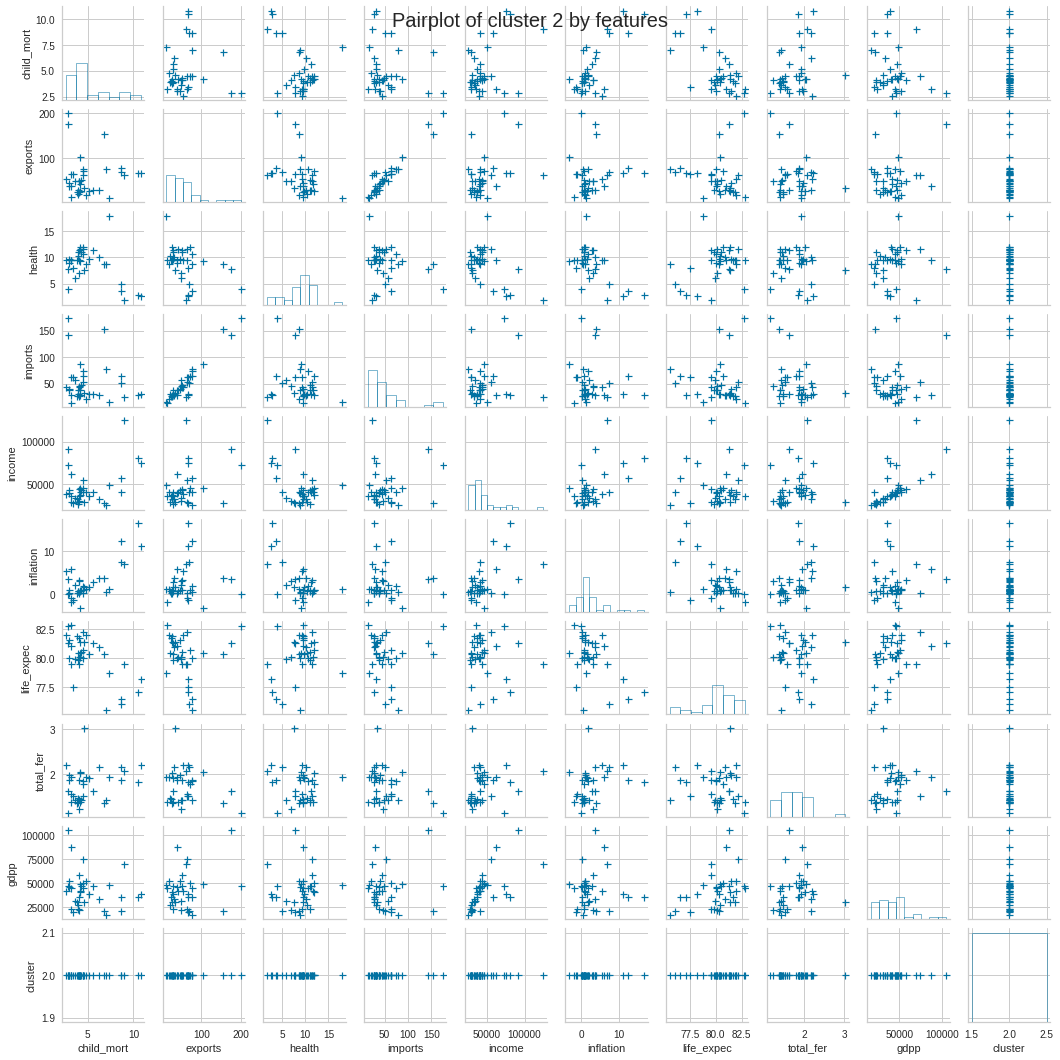 Pairplot of cluster 2 by features
10.0
7.5
5.0
2.5
child_mort
200
100
exports
15
10
5
health
150
100
50
imports
100000
50000
income
10
0
inflation
82.5
80.0
77.5
life_expec
3
2
total_fer
100000
75000
50000
25000
gdpp
2.1
2.0
1.9
cluster
5 10 100 200 5 10 15 50 100 150 50000 100000 0 10 77.5 80.0 82.5 2 3 50000 100000 1.5 2.0 2.5
child_mort exports health imports income inflation life_expec total_fer gdpp cluster